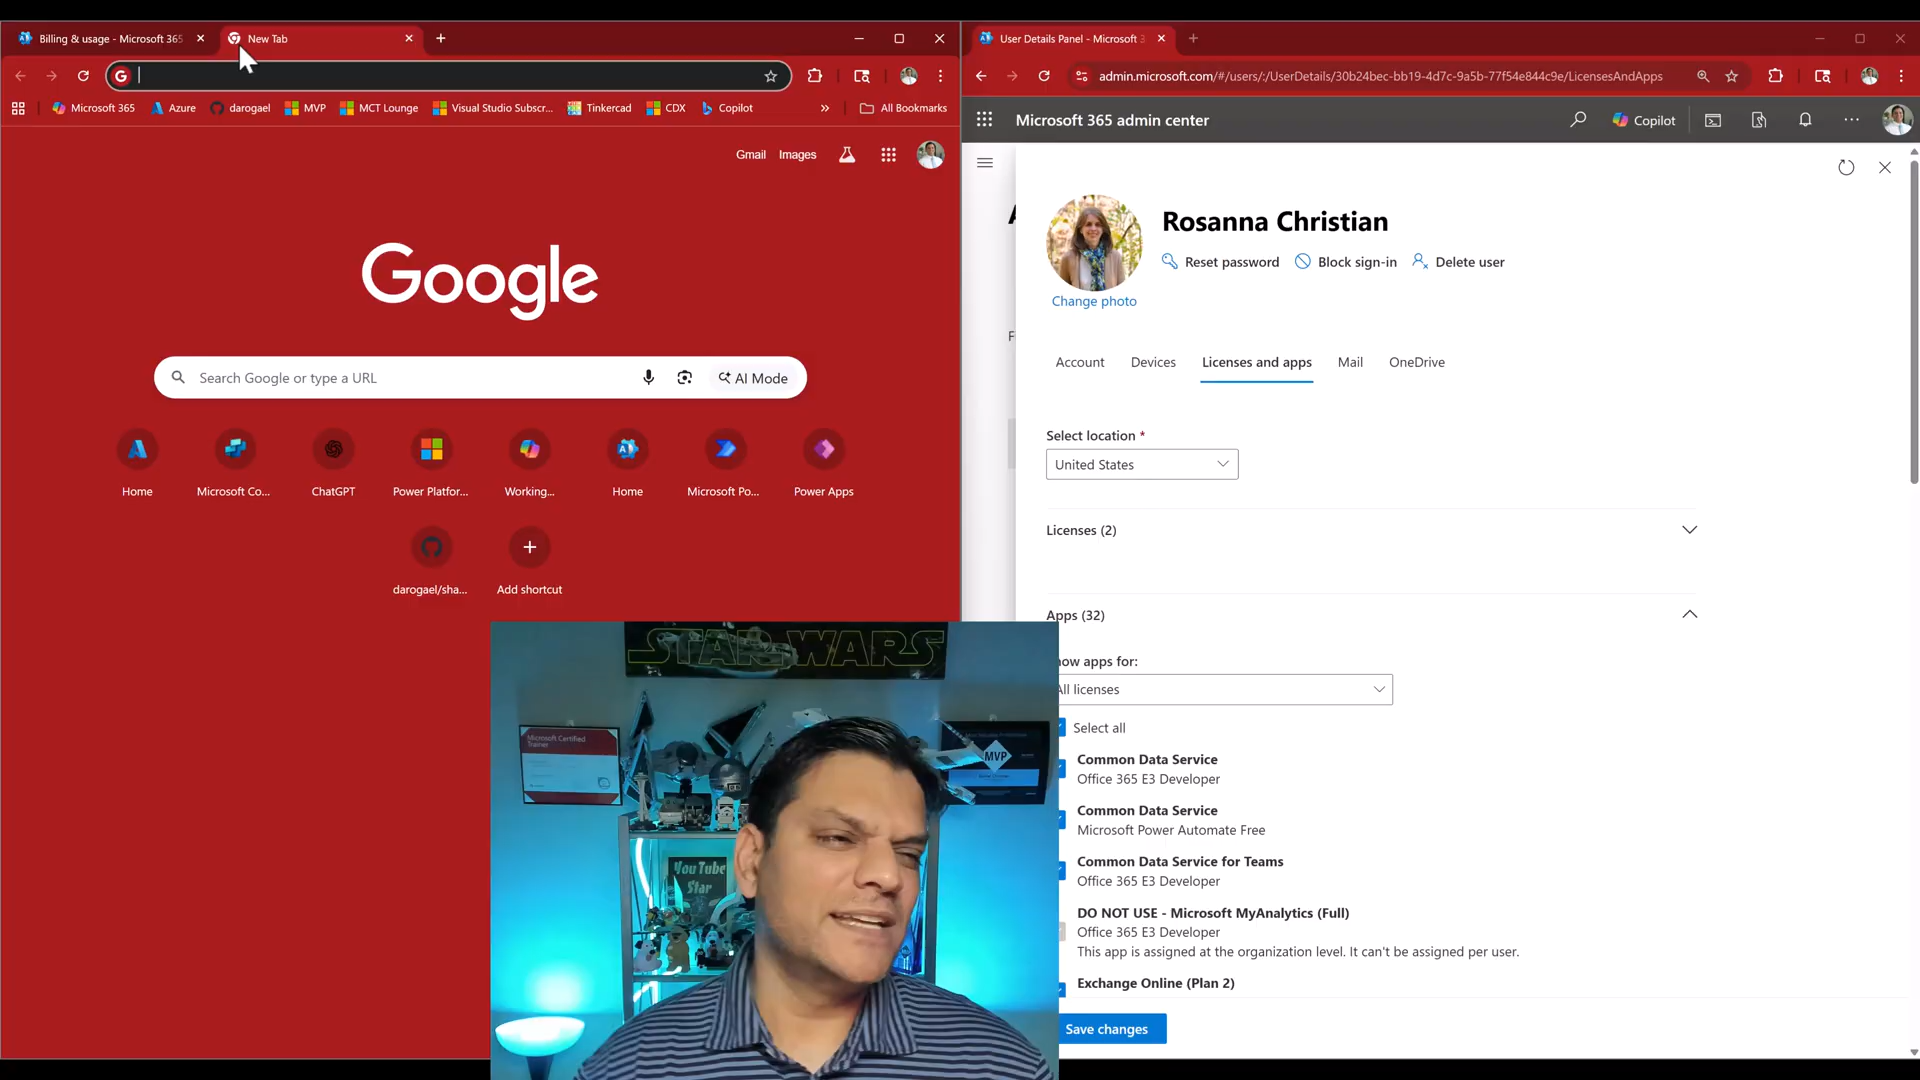 Billing & usage - Microsoft 365
New Tab
Microsoft 365
Azure
darogael
MVP
MCT Lounge
Visual Studio Subscr...
Tinkercad
CDX
Copilot
All Bookmarks
Gmail
Images
Google
Search Google or type a URL
AI Mode
Home
Microsoft Co...
ChatGPT
Power Platfor...
Working...
Home
Microsoft Po...
Power Apps
darogael/sha...
Add shortcut
STAR WARS
Microsoft Certified
Trainer
MVP
YouTube
Star
User Details Panel - Microsoft 3
admin.microsoft.com/#/users/:/UserDetails/30b24bec-bb19-4d7c-9a5b-77f54e844c9e/LicensesAndApps
Microsoft 365 admin center
Copilot
Rosanna Christian
Reset password
Block sign-in
Delete user
Change photo
Account
Devices
Licenses and apps
Mail
OneDrive
Select location *
United States
Licenses (2)
Apps (32)
ow apps for:
All licenses
Select all
Common Data Service
Office 365 E3 Developer
Common Data Service
Microsoft Power Automate Free
Common Data Service for Teams
Office 365 E3 Developer
DO NOT USE - Microsoft MyAnalytics (Full)
Office 365 E3 Developer
This app is assigned at the organization level. It can't be assigned per user.
Exchange Online (Plan 2)
Save changes